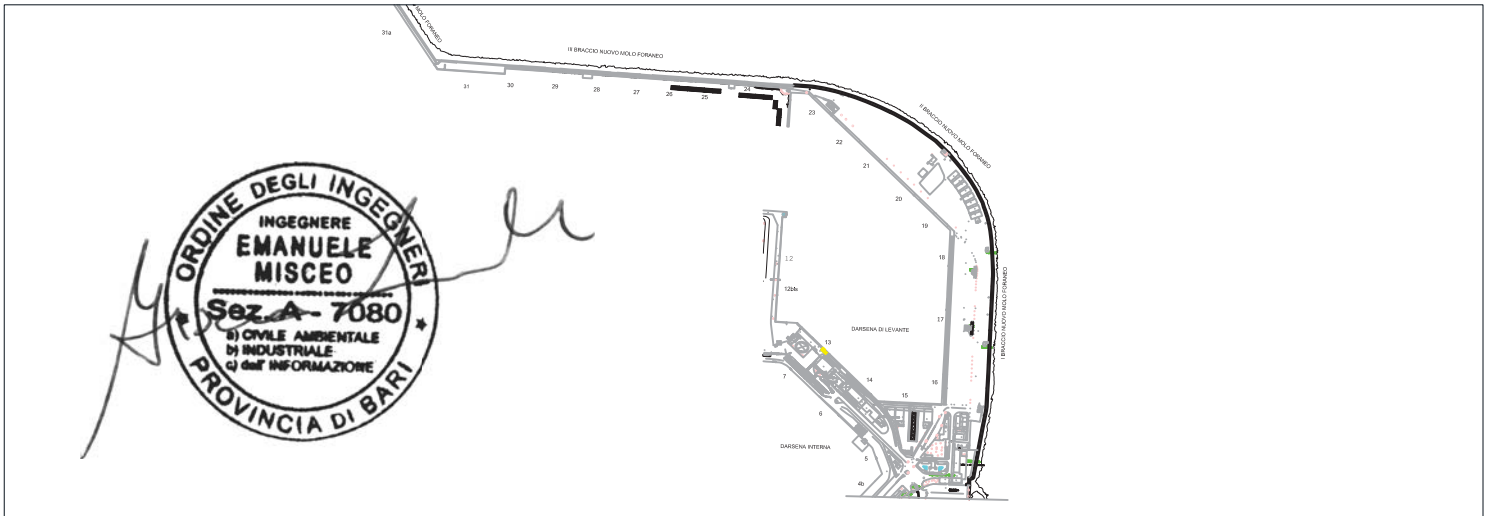 MOLO FORANEO
31a
III BRACCIO NUOVO MOLO FORANEO
31
30
29
28
27
26
25
24
23
22
21
20
19
18
17
16
15
14
13
12
12bis
II BRACCIO NUOVO MOLO FORANEO
I BRACCIO NUOVO MOLO FORANEO
DARSENA DI LEVANTE
7
6
DARSENA INTERNA
5
4b
ORDINE DEGLI INGEGNERI
PROVINCIA DI BARI
INGEGNERE
EMANUELE
MISCEO
Sez. A - 7080
a) CIVILE AMBIENTALE
b) INDUSTRIALE
c) dell' INFORMAZIONE